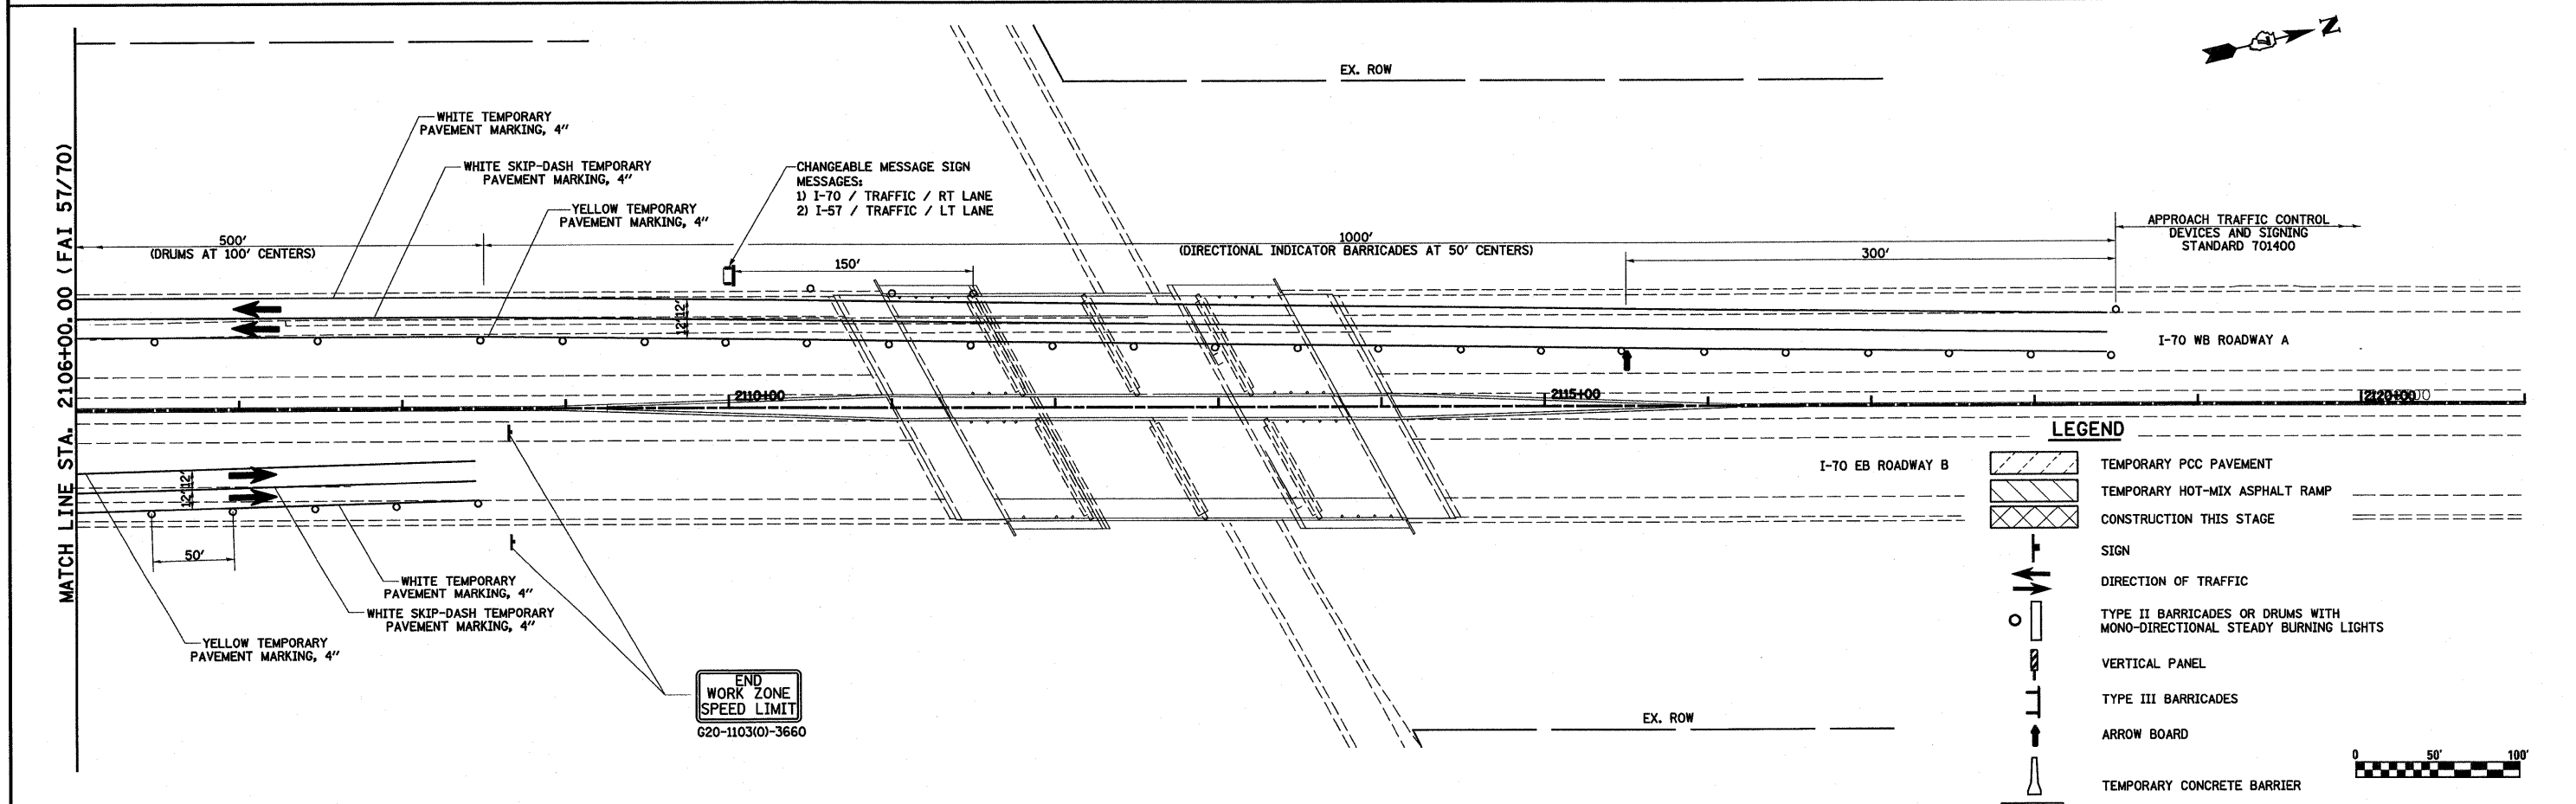 N
EX. ROW
WHITE TEMPORARY
PAVEMENT MARKING, 4"
WHITE SKIP-DASH TEMPORARY
PAVEMENT MARKING, 4"
YELLOW TEMPORARY
PAVEMENT MARKING, 4"
CHANGEABLE MESSAGE SIGN
MESSAGES:
1) I-70 / TRAFFIC / RT LANE
2) I-57 / TRAFFIC / LT LANE
APPROACH TRAFFIC CONTROL
DEVICES AND SIGNING
STANDARD 701400
500'
(DRUMS AT 100' CENTERS)
1000'
(DIRECTIONAL INDICATOR BARRICADES AT 50' CENTERS)
150'
300'
MATCH LINE STA. 2106+00.00 (FAI 57/70)
12'
12'
I-70 WB ROADWAY A
2110+00
2115+00
2120+00
I-70 EB ROADWAY B
12'
12'
50'
WHITE TEMPORARY
PAVEMENT MARKING, 4"
WHITE SKIP-DASH TEMPORARY
PAVEMENT MARKING, 4"
YELLOW TEMPORARY
PAVEMENT MARKING, 4"
END
WORK ZONE
SPEED LIMIT
G20-1103(0)-3660
EX. ROW
LEGEND
TEMPORARY PCC PAVEMENT
TEMPORARY HOT-MIX ASPHALT RAMP
CONSTRUCTION THIS STAGE
SIGN
DIRECTION OF TRAFFIC
TYPE II BARRICADES OR DRUMS WITH
MONO-DIRECTIONAL STEADY BURNING LIGHTS
VERTICAL PANEL
TYPE III BARRICADES
ARROW BOARD
TEMPORARY CONCRETE BARRIER
0 50' 100'